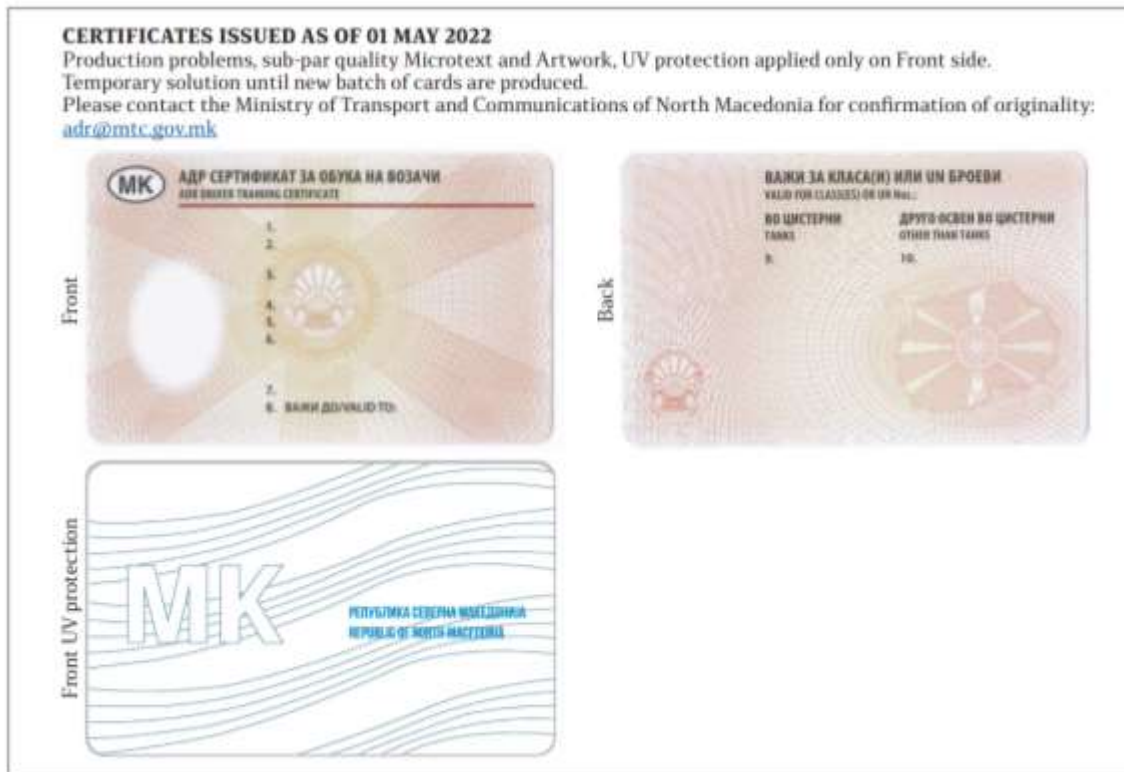 CERTIFICATES ISSUED AS OF 01 MAY 2022
Production problems, sub-par quality Microtext and Artwork, UV protection applied only on Front side.
Temporary solution until new batch of cards are produced.
Please contact the Ministry of Transport and Communications of North Macedonia for confirmation of originality:
adr@mtc.gov.mk
Front
MK
АДР СЕРТИФИКАТ ЗА ОБУКА НА ВОЗАЧИ
ADR DRIVER TRAINING CERTIFICATE
1.
2.
3.
4.
5.
6.
7.
8. ВАЖИ ДО/VALID TO:
Back
ВАЖИ ЗА КЛАСА(И) ИЛИ UN БРОЕВИ
VALID FOR CLASS(ES) OR UN Nos.:
ВО ЦИСТЕРНИ
TANKS
9.
ДРУГО ОСВЕН ВО ЦИСТЕРНИ
OTHER THAN TANKS
10.
Front UV protection
MK
РЕПУБЛИКА СЕВЕРНА МАКЕДОНИЈА
REPUBLIC OF NORTH MACEDONIA